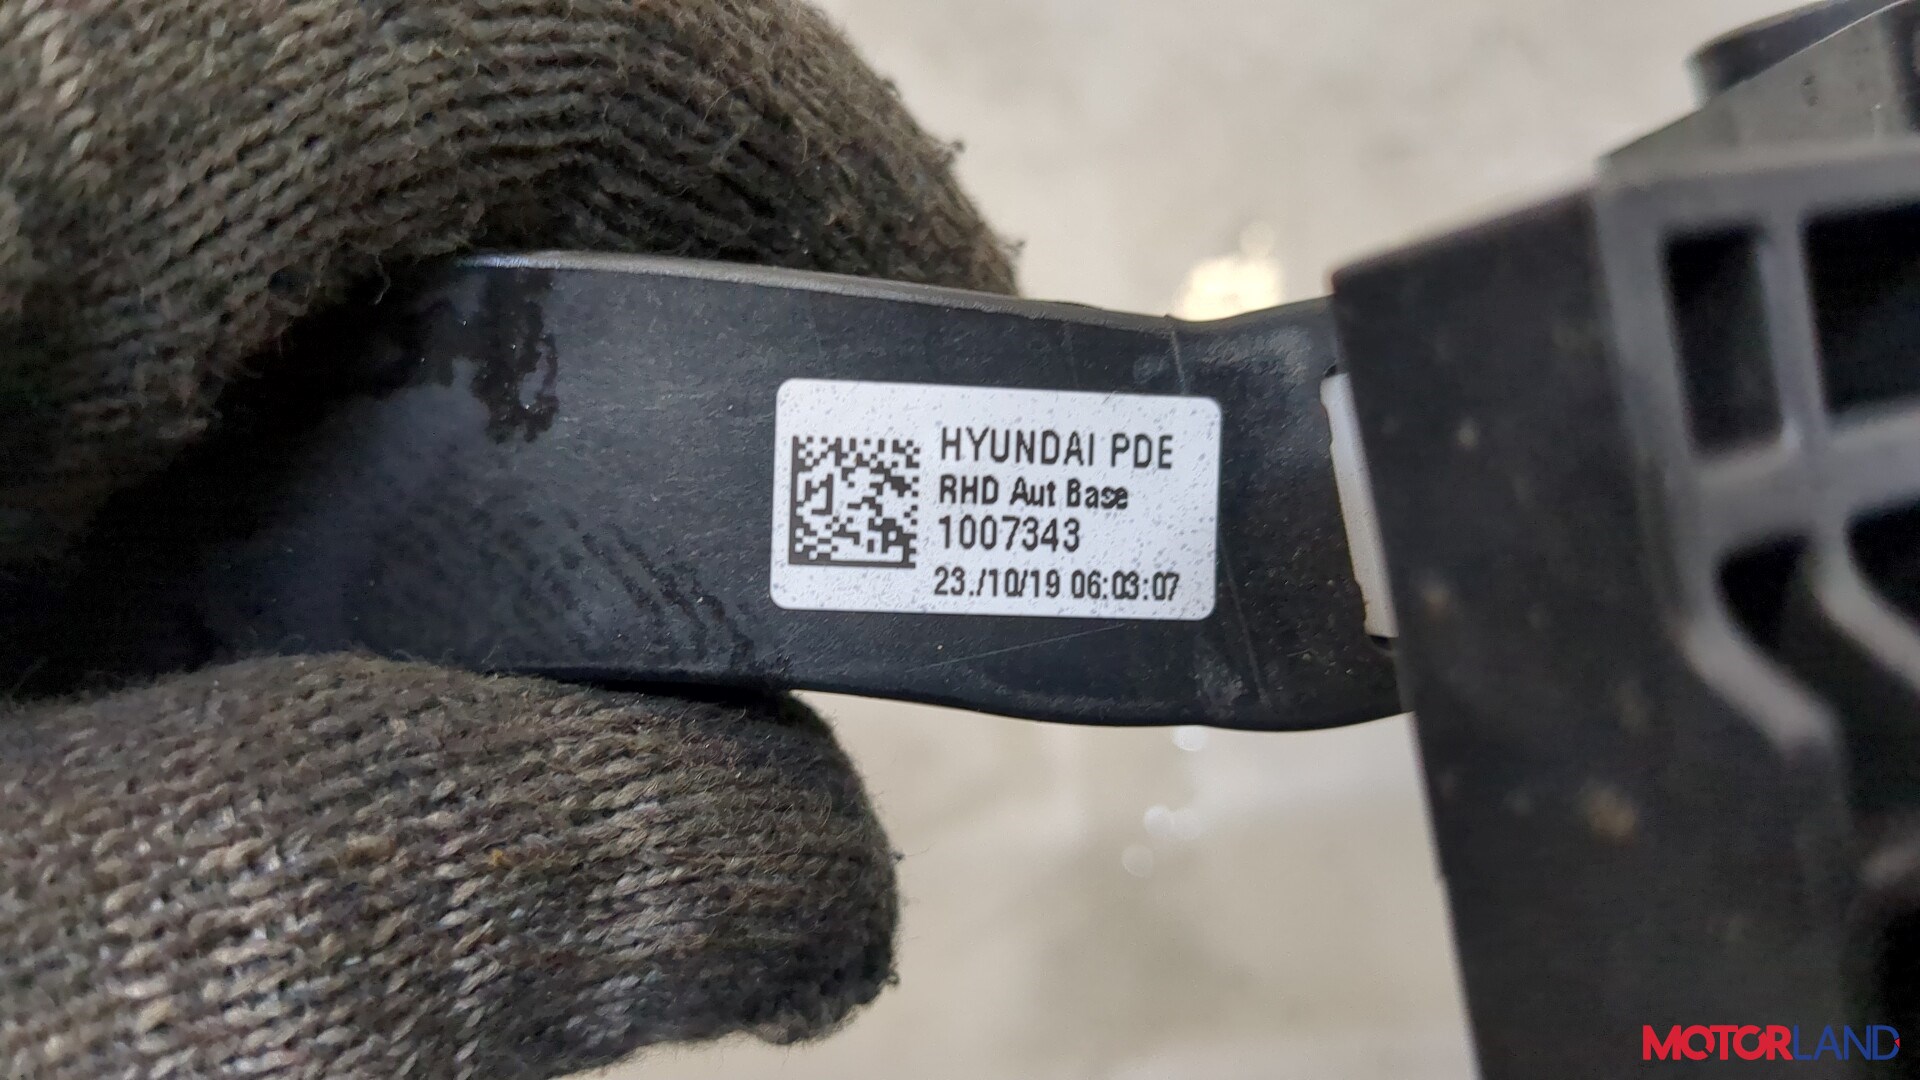 HYUNDAI PDE
RHD Aut Base
1007343
23./10/19 06:03:07
MOTORLAND